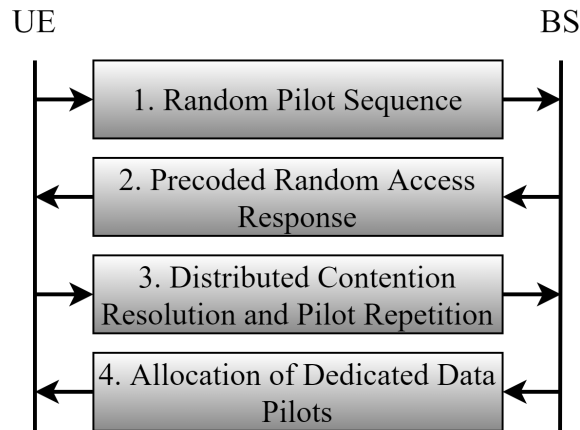 UE
BS
1. Random Pilot Sequence
2. Precoded Random Access
Response
3. Distributed Contention
Resolution and Pilot Repetition
4. Allocation of Dedicated Data
Pilots